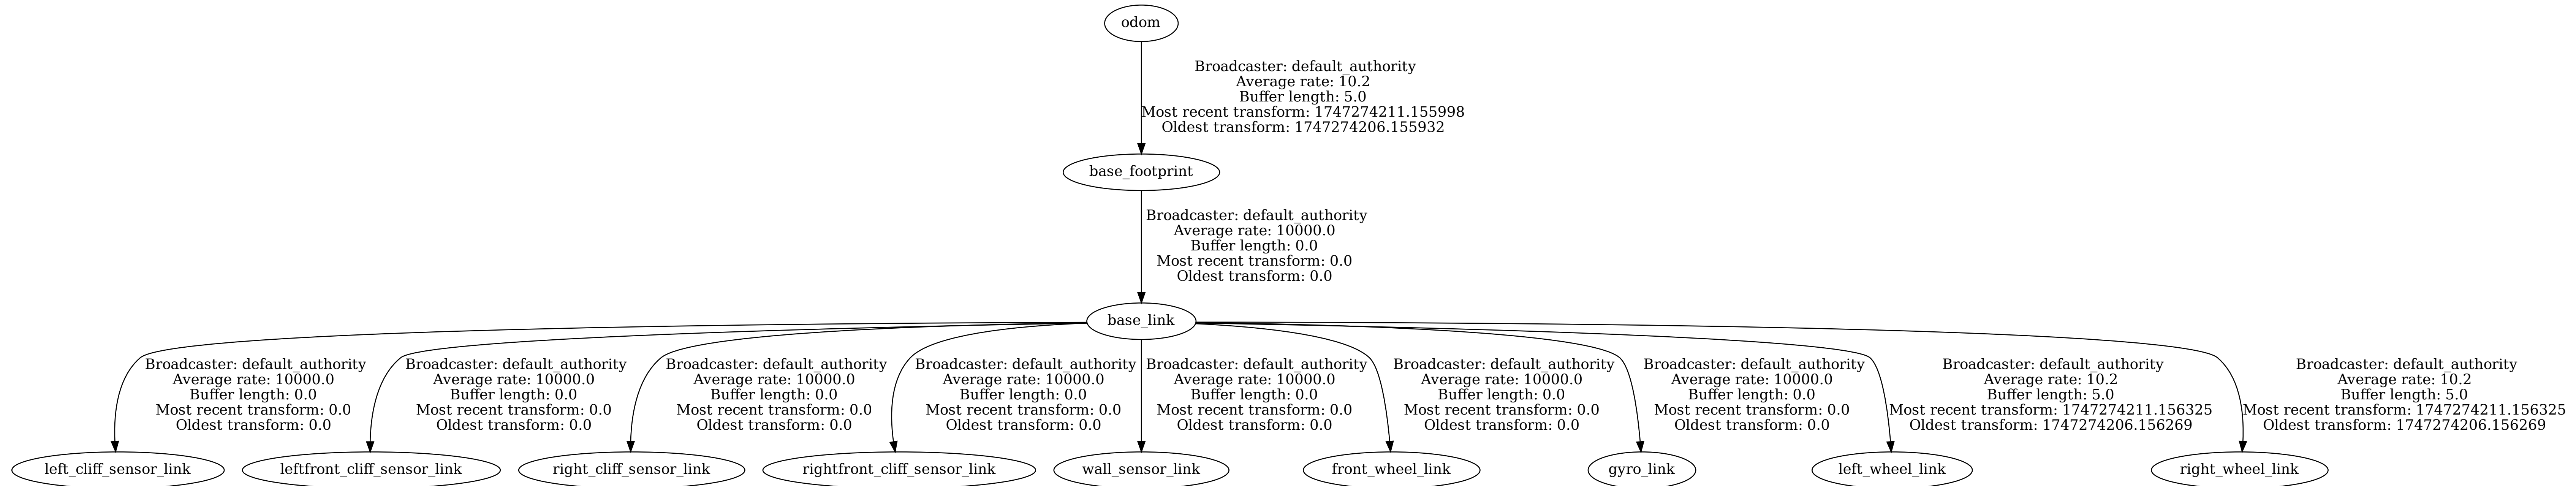 odom
Broadcaster: default_authority
Average rate: 10.2
Buffer length: 5.0
Most recent transform: 1747274211.155998
Oldest transform: 1747274206.155932
base_footprint
Broadcaster: default_authority
Average rate: 10000.0
Buffer length: 0.0
Most recent transform: 0.0
Oldest transform: 0.0
base_link
Broadcaster: default_authority
Average rate: 10000.0
Buffer length: 0.0
Most recent transform: 0.0
Oldest transform: 0.0
Broadcaster: default_authority
Average rate: 10000.0
Buffer length: 0.0
Most recent transform: 0.0
Oldest transform: 0.0
Broadcaster: default_authority
Average rate: 10000.0
Buffer length: 0.0
Most recent transform: 0.0
Oldest transform: 0.0
Broadcaster: default_authority
Average rate: 10000.0
Buffer length: 0.0
Most recent transform: 0.0
Oldest transform: 0.0
Broadcaster: default_authority
Average rate: 10000.0
Buffer length: 0.0
Most recent transform: 0.0
Oldest transform: 0.0
Broadcaster: default_authority
Average rate: 10000.0
Buffer length: 0.0
Most recent transform: 0.0
Oldest transform: 0.0
Broadcaster: default_authority
Average rate: 10000.0
Buffer length: 0.0
Most recent transform: 0.0
Oldest transform: 0.0
Broadcaster: default_authority
Average rate: 10.2
Buffer length: 5.0
Most recent transform: 1747274211.156325
Oldest transform: 1747274206.156269
Broadcaster: default_authority
Average rate: 10.2
Buffer length: 5.0
Most recent transform: 1747274211.156325
Oldest transform: 1747274206.156269
left_cliff_sensor_link
leftfront_cliff_sensor_link
right_cliff_sensor_link
rightfront_cliff_sensor_link
wall_sensor_link
front_wheel_link
gyro_link
left_wheel_link
right_wheel_link